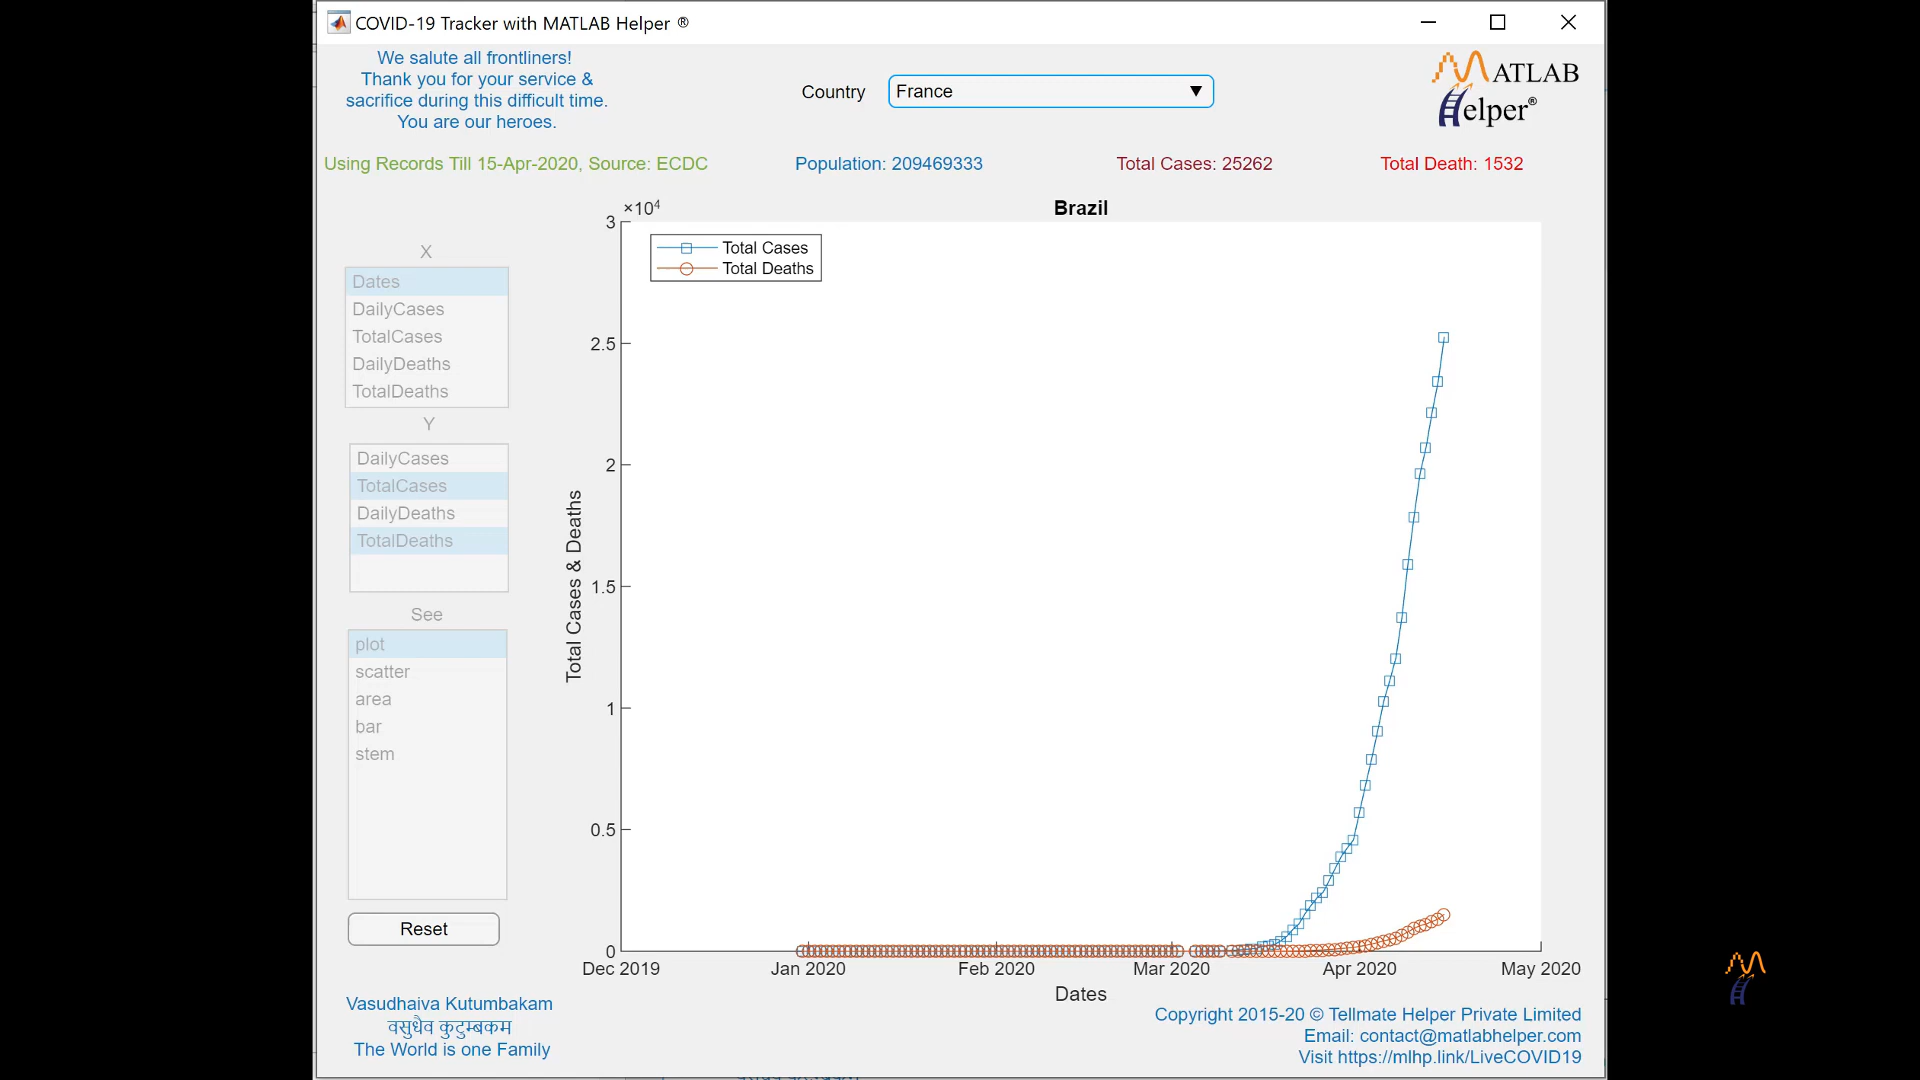 COVID-19 Tracker with MATLAB Helper ®
We salute all frontliners!
Thank you for your service &
sacrifice during this difficult time.
You are our heroes.
Country
France
MATLAB
Helper®
Using Records Till 15-Apr-2020, Source: ECDC
Population: 209469333
Total Cases: 25262
Total Death: 1532
×10⁴
Brazil
Total Cases
Total Deaths
X
Dates
DailyCases
TotalCases
DailyDeaths
TotalDeaths
Y
DailyCases
TotalCases
DailyDeaths
TotalDeaths
See
plot
scatter
area
bar
stem
Reset
Total Cases & Deaths
3
2.5
2
1.5
1
0.5
0
Dec 2019
Jan 2020
Feb 2020
Mar 2020
Apr 2020
May 2020
Dates
Vasudhaiva Kutumbakam
वसुधैव कुटुम्बकम
The World is one Family
Copyright 2015-20 © Tellmate Helper Private Limited
Email: contact@matlabhelper.com
Visit https://mlhp.link/LiveCOVID19